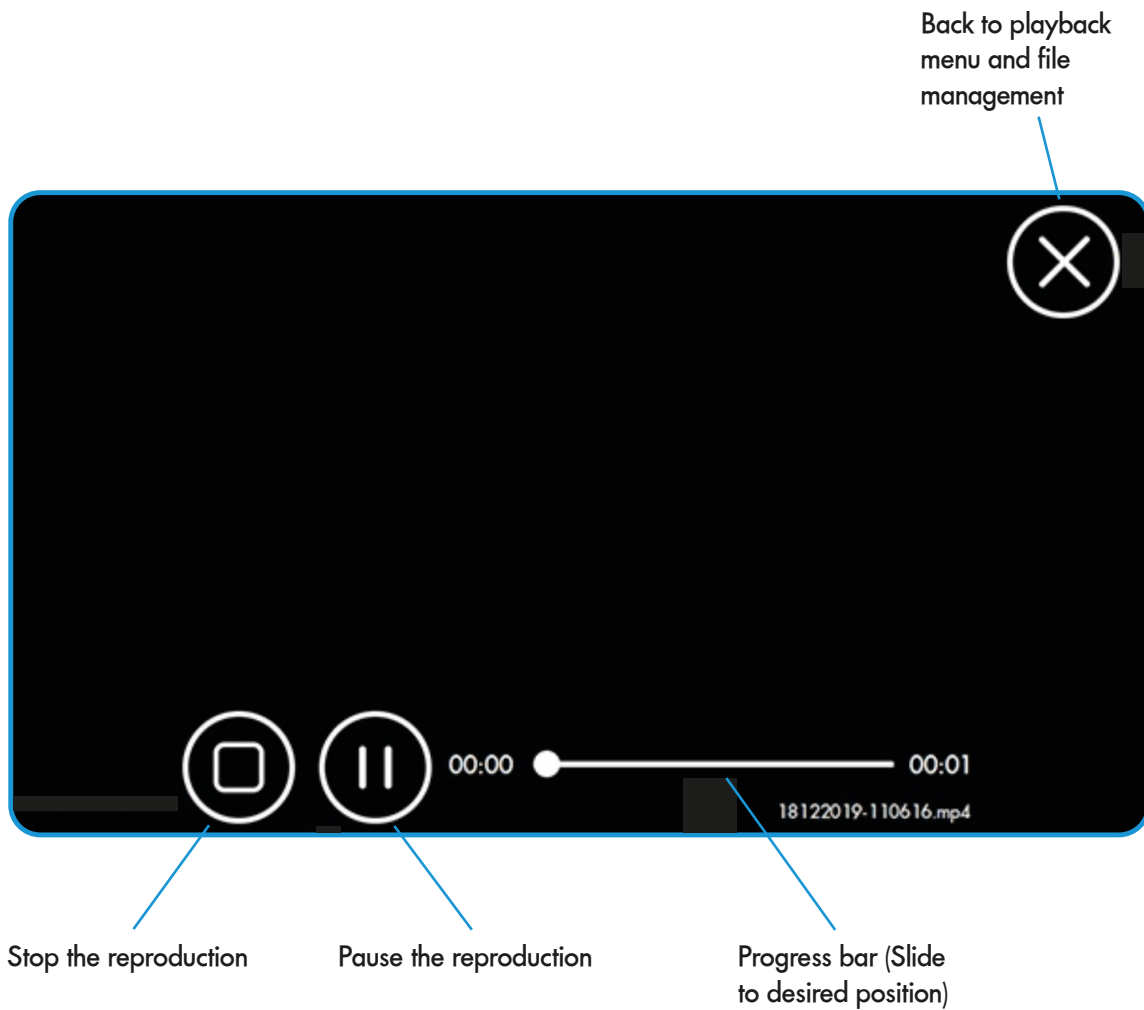 Back to playback
menu and file
management
00:00
00:01
18122019-110616.mp4
Stop the reproduction
Pause the reproduction
Progress bar (Slide
to desired position)